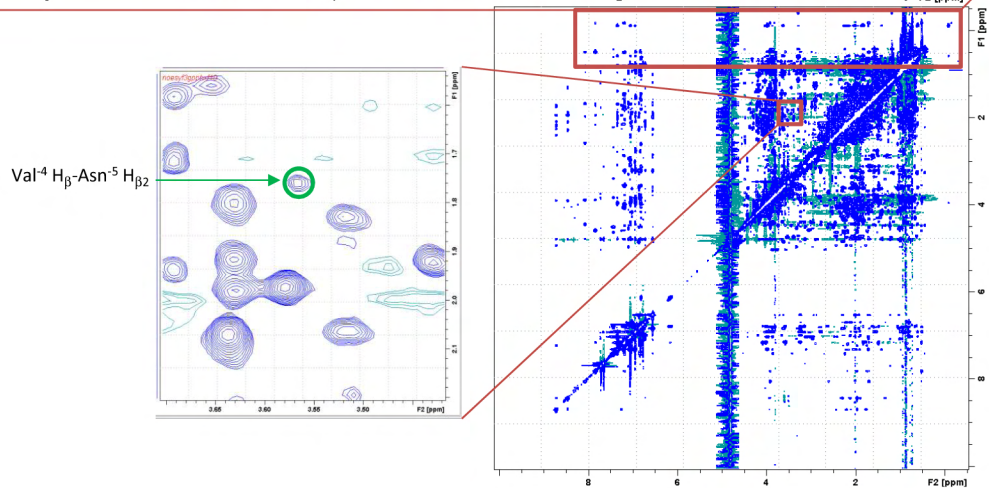 F1 [ppm]
noesyf3gpphw19
F1 [ppm]
Val-4 Hβ-Asn-5 Hβ2
1.7
1.8
1.9
2.0
2.1
3.65
3.60
3.55
3.50
F2 [ppm]
2
4
6
8
8
6
4
2
F2 [ppm]